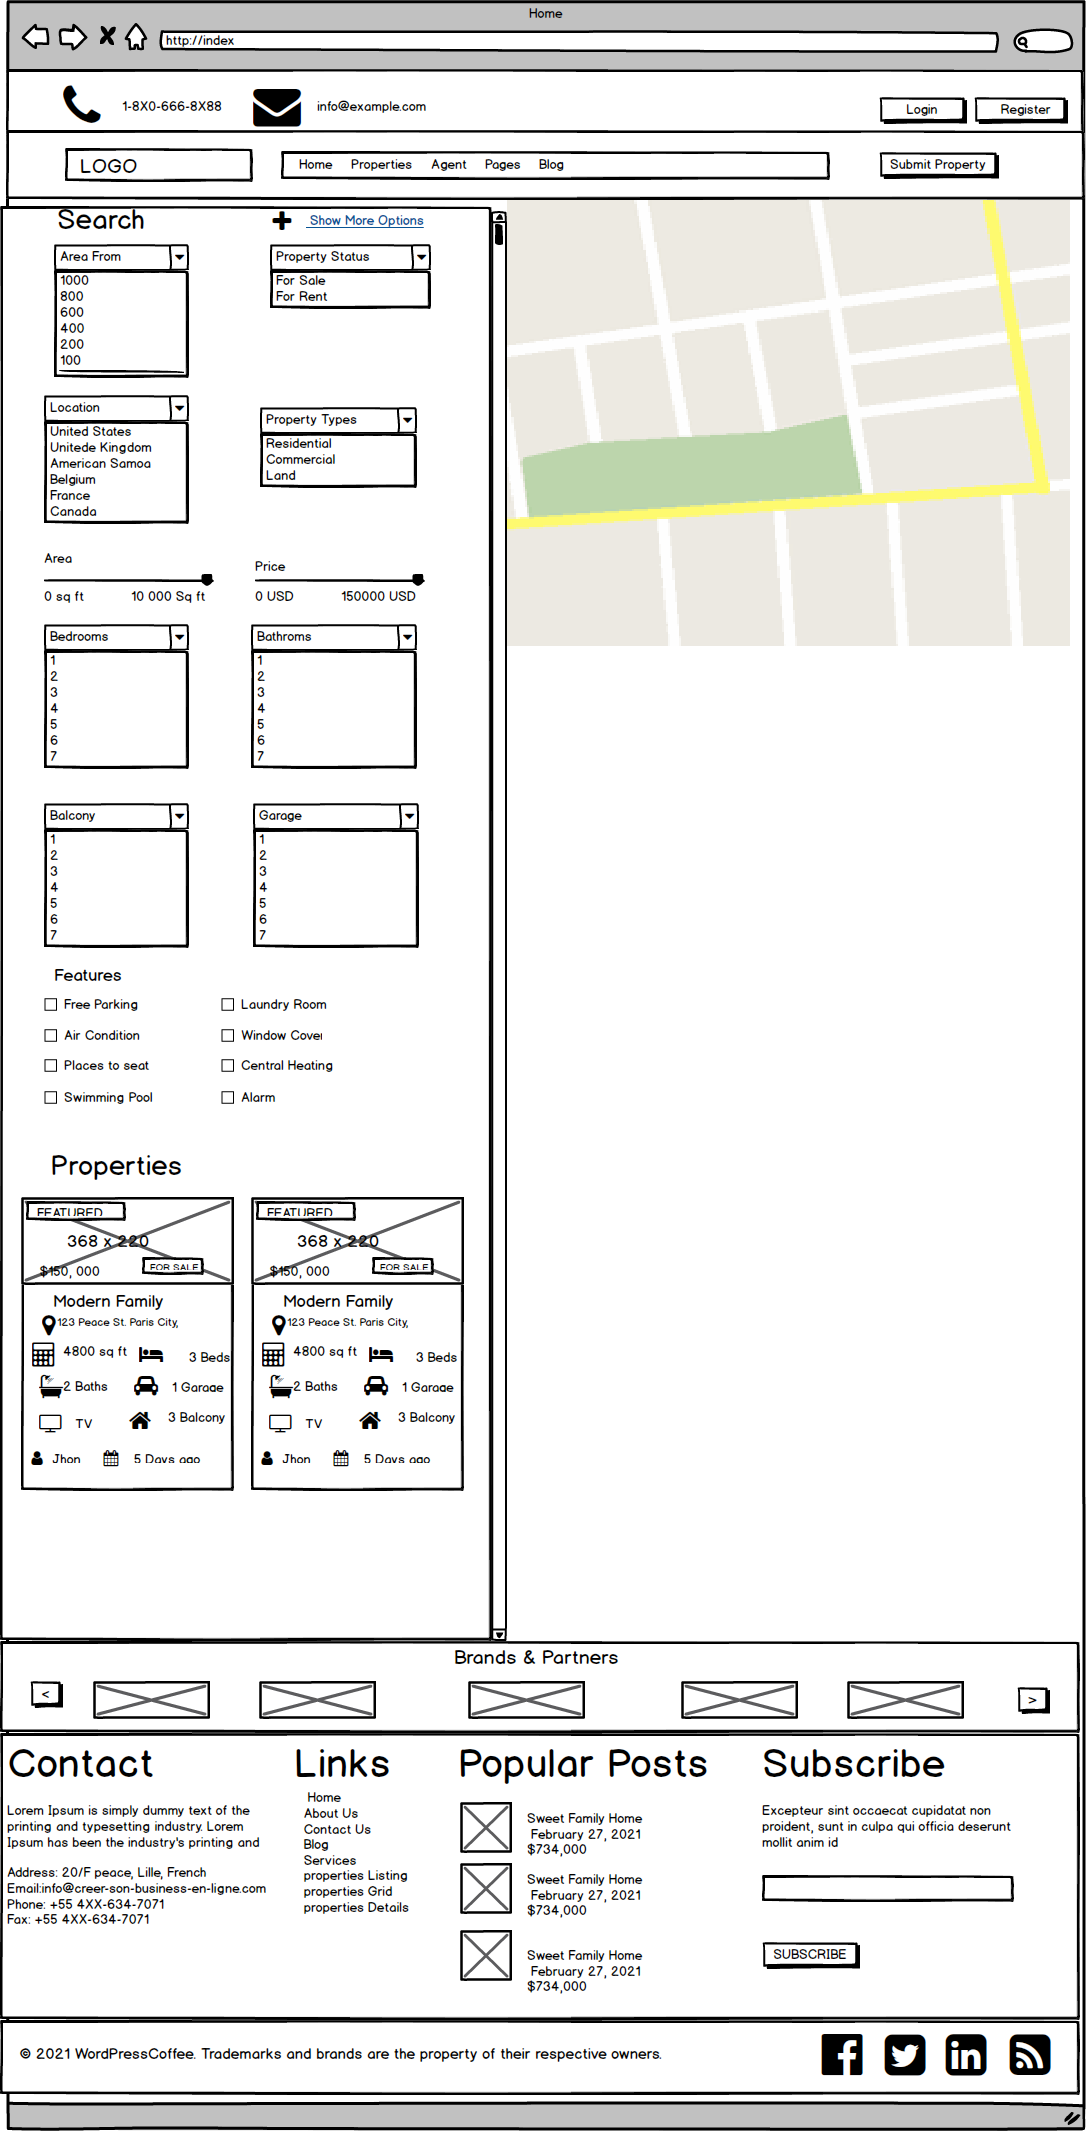 Home
http://index
1-8X0-666-8X88 info@example.com Login Register
LOGO Home Properties Agent Pages Blog Submit Property
Search Show More Options
Area From Property Status
1000 For Sale
800 For Rent
600
400
200
100
Location
Property Types
United States
Unitede Kingdom
American Samoa
Belgium
France
Canada
Residential
Commercial
Land
Area Price
0 sq ft 10 000 Sq ft 0 USD 150000 USD
Bedrooms Bathroms
1 1
2 2
3 3
4 4
5 5
6 6
7 7
Balcony Garage
1 1
2 2
3 3
4 4
5 5
6 6
7 7
Features
Free Parking Laundry Room
Air Condition Window Cover
Places to seat Central Heating
Swimming Pool Alarm
Properties
FEATURED FEATURED
368 x 220 368 x 220
$150, 000 FOR SALE $150, 000 FOR SALE
Modern Family Modern Family
123 Peace St. Paris City, 123 Peace St. Paris City,
4800 sq ft 3 Beds 4800 sq ft 3 Beds
2 Baths 1 Garage 2 Baths 1 Garage
TV 3 Balcony TV 3 Balcony
Jhon 5 Days ago Jhon 5 Days ago
Brands & Partners
< >
Contact
Lorem Ipsum is simply dummy text of the
printing and typesetting industry. Lorem
Ipsum has been the industry's printing and
Address: 20/F peace, Lille, French
Email:info@creer-son-business-en-ligne.com
Phone: +55 4XX-634-7071
Fax: +55 4XX-634-7071
Links
Home
About Us
Contact Us
Blog
Services
properties Listing
properties Grid
properties Details
Popular Posts
Sweet Family Home
February 27, 2021
$734,000
Sweet Family Home
February 27, 2021
$734,000
Sweet Family Home
February 27, 2021
$734,000
Subscribe
Excepteur sint occaecat cupidatat non
proident, sunt in culpa qui officia deserunt
mollit anim id
SUBSCRIBE
© 2021 WordPressCoffee. Trademarks and brands are the property of their respective owners.